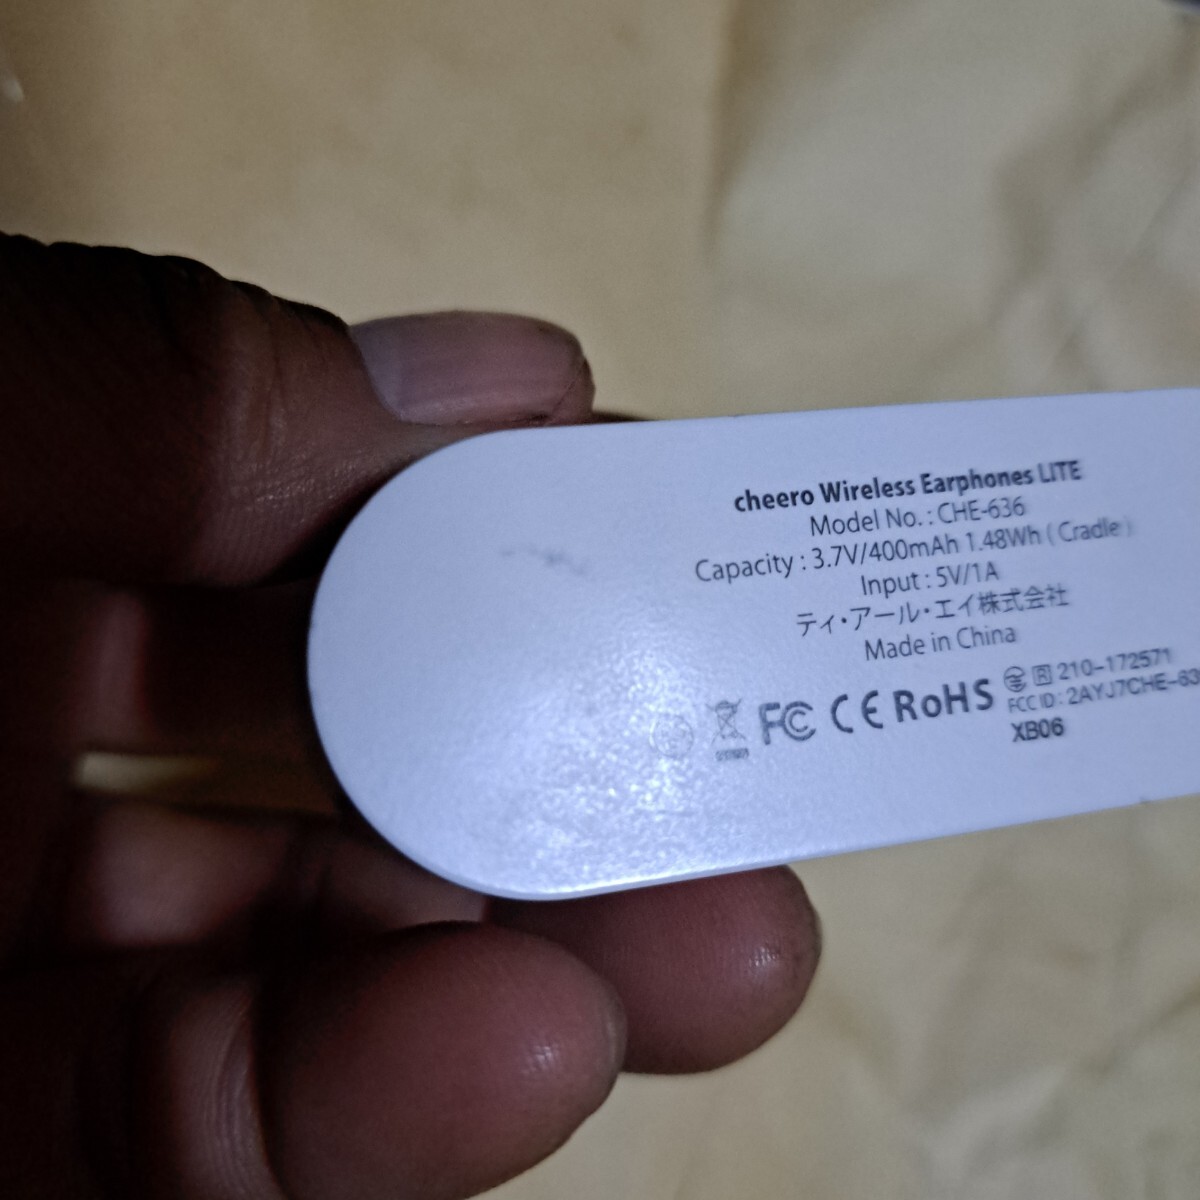 cheero Wireless Earphones LITE
Model No. : CHE-636
Capacity : 3.7V/400mAh 1.48Wh ( Cradle )
Input : 5V/1A
ティ・アール・エイ株式会社
Made in China
R 210-172571
FC CE RoHS FCC ID : 2AYJ7CHE-63
XB06